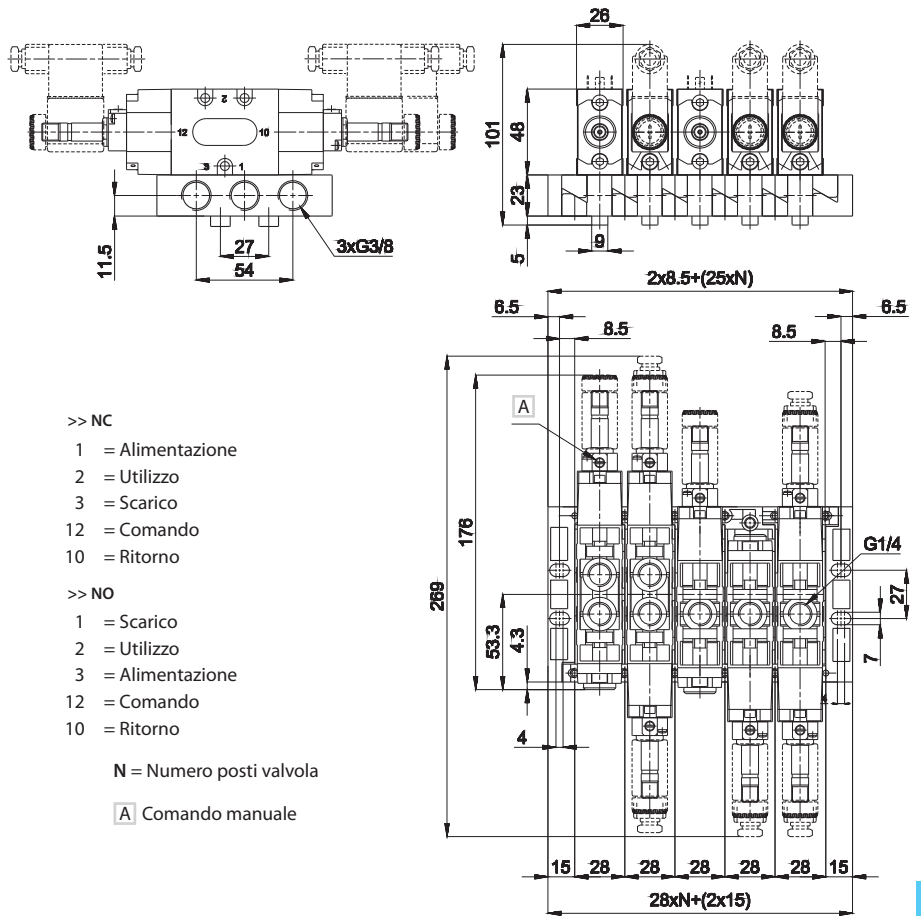 26
2
12
10
3
1
101
48
23
11.5
27
54
3xG3/8
5
9
2x8.5+(25xN)
6.5
6.5
8.5
8.5
A
>> NC
1 = Alimentazione
2 = Utilizzo
3 = Scarico
12 = Comando
10 = Ritorno
>> NO
1 = Scarico
2 = Utilizzo
3 = Alimentazione
12 = Comando
10 = Ritorno
N = Numero posti valvola
A Comando manuale
269
176
53.3
4.3
4
G1/4
27
7
15 28 28 28 28 28 15
28xN+(2x15)